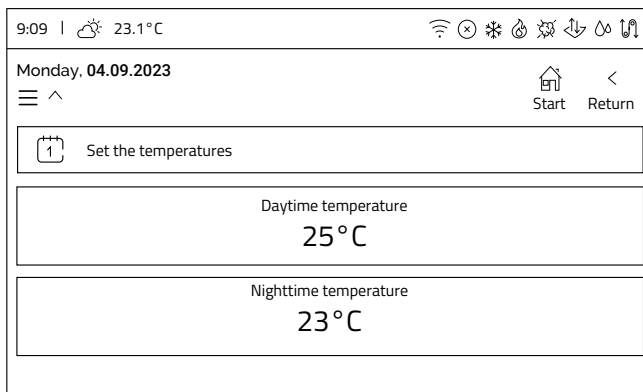 9:09 | 23.1°C
Monday, 04.09.2023
Start Return
1 Set the temperatures
Daytime temperature
25°C
Nighttime temperature
23°C